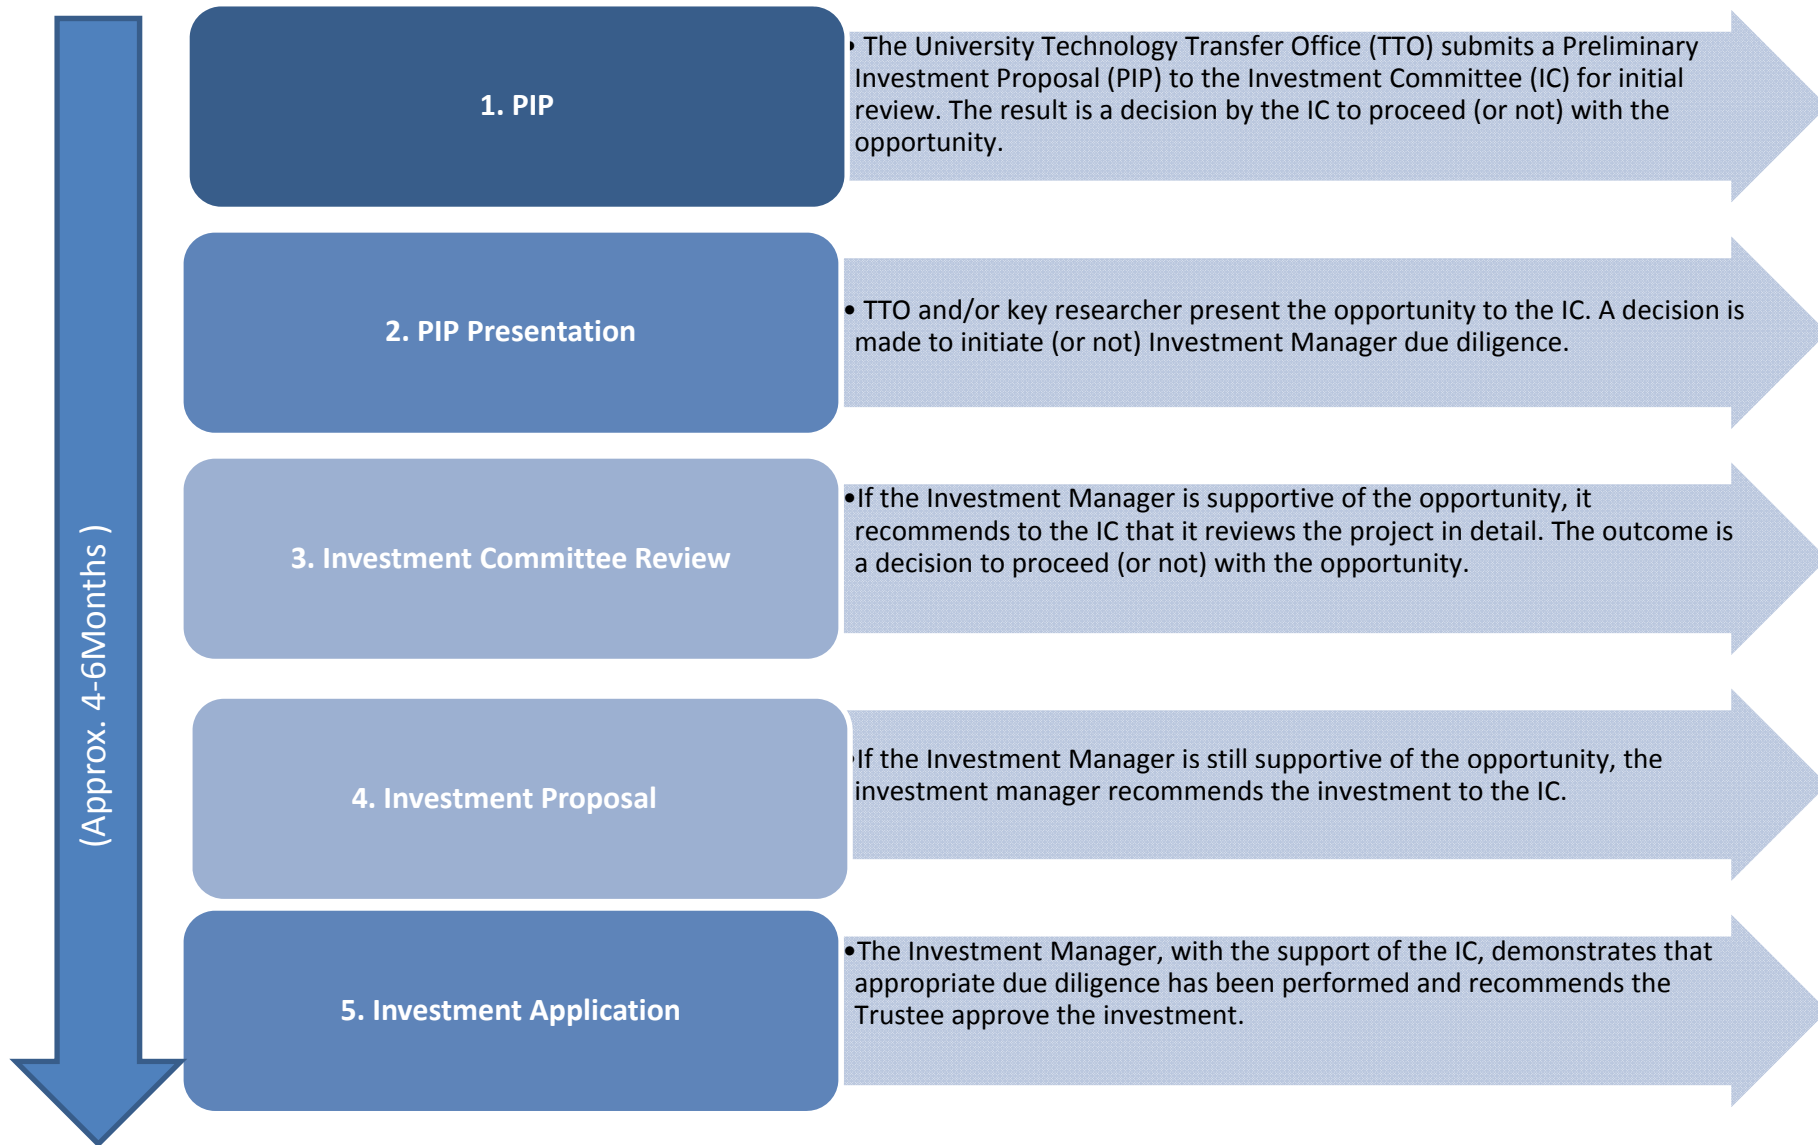 1. PIP
• The University Technology Transfer Office (TTO) submits a Preliminary
Investment Proposal (PIP) to the Investment Committee (IC) for initial
review. The result is a decision by the IC to proceed (or not) with the
opportunity.
2. PIP Presentation
• TTO and/or key researcher present the opportunity to the IC. A decision is
made to initiate (or not) Investment Manager due diligence.
3. Investment Committee Review
•If the Investment Manager is supportive of the opportunity, it
recommends to the IC that it reviews the project in detail. The outcome is
a decision to proceed (or not) with the opportunity.
(Approx. 4-6Months )
4. Investment Proposal
•If the Investment Manager is still supportive of the opportunity, the
investment manager recommends the investment to the IC.
5. Investment Application
•The Investment Manager, with the support of the IC, demonstrates that
appropriate due diligence has been performed and recommends the
Trustee approve the investment.